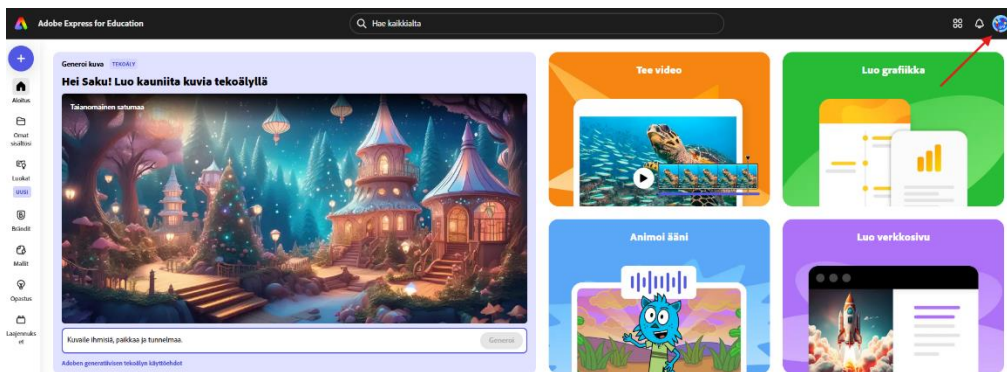 Adobe Express for Education
Hae kaikkialta
Aloitus
Omat
sisältösi
Luokat
UUSI
Brändit
Mallit
Opastus
Laajennuks
et
Generoi kuva TEKOÄLY
Hei Saku! Luo kauniita kuvia tekoälyllä
Taianomainen satumaa
Kuvaile ihmisiä, paikkaa ja tunnelmaa.
Generoi
Adoben generatiivisen tekoälyn käyttöehdot
Tee video
Luo grafiikka
Animoi ääni
Luo verkkosivu